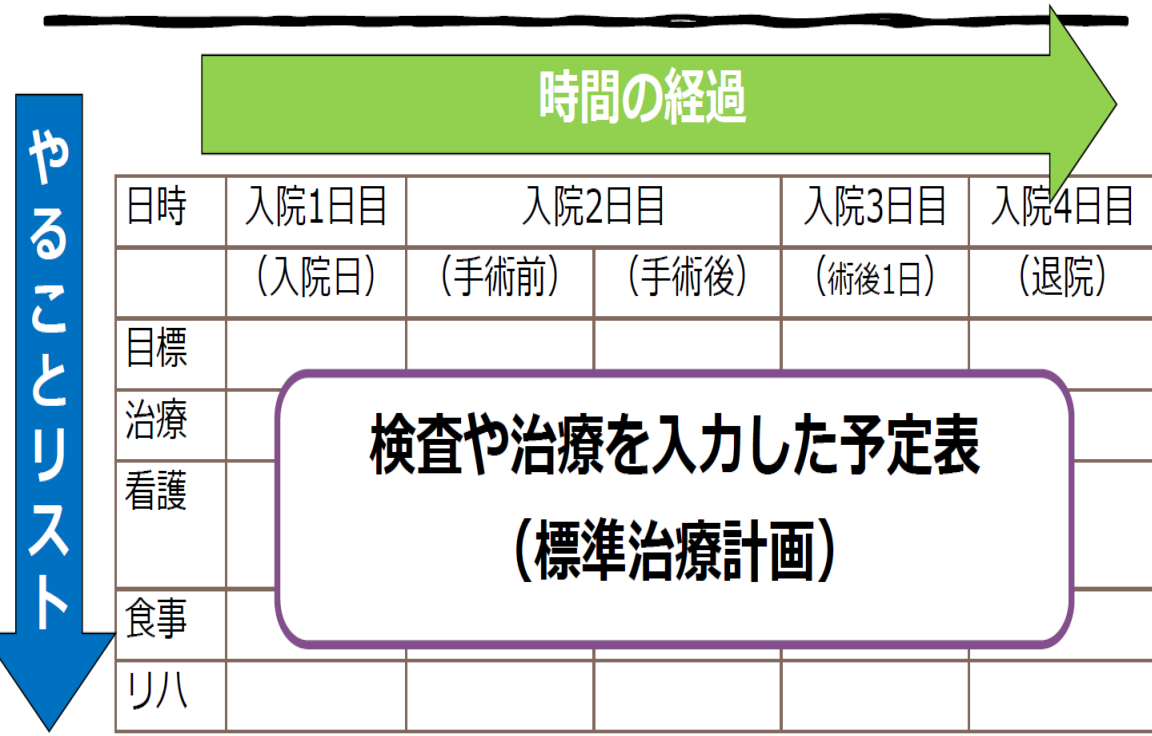 時間の経過
やることリスト
日時 入院1日目 入院2日目 入院3日目 入院4日目
(入院日) (手術前) (手術後) (術後1日) (退院)
目標
治療
検査や治療を入力した予定表
看護
(標準治療計画)
食事
リハ